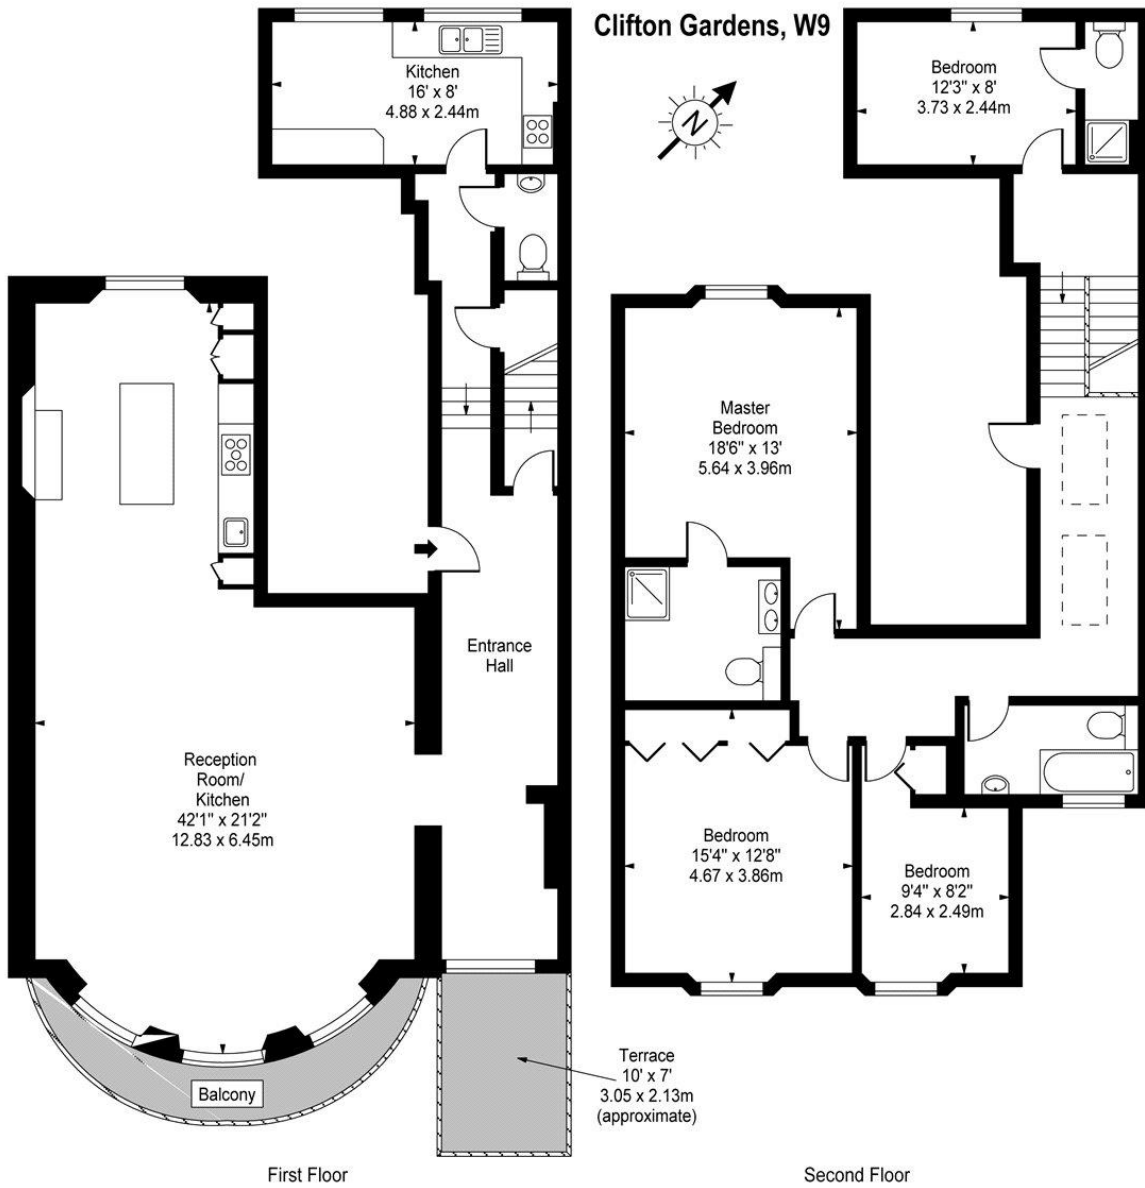 Clifton Gardens, W9
N
Kitchen
16' x 8'
4.88 x 2.44m
Reception
Room/
Kitchen
42'1" x 21'2"
12.83 x 6.45m
Entrance
Hall
Balcony
Terrace
10' x 7'
3.05 x 2.13m
(approximate)
First Floor
Bedroom
12'3" x 8'
3.73 x 2.44m
Master
Bedroom
18'6" x 13'
5.64 x 3.96m
Bedroom
15'4" x 12'8"
4.67 x 3.86m
Bedroom
9'4" x 8'2"
2.84 x 2.49m
Second Floor